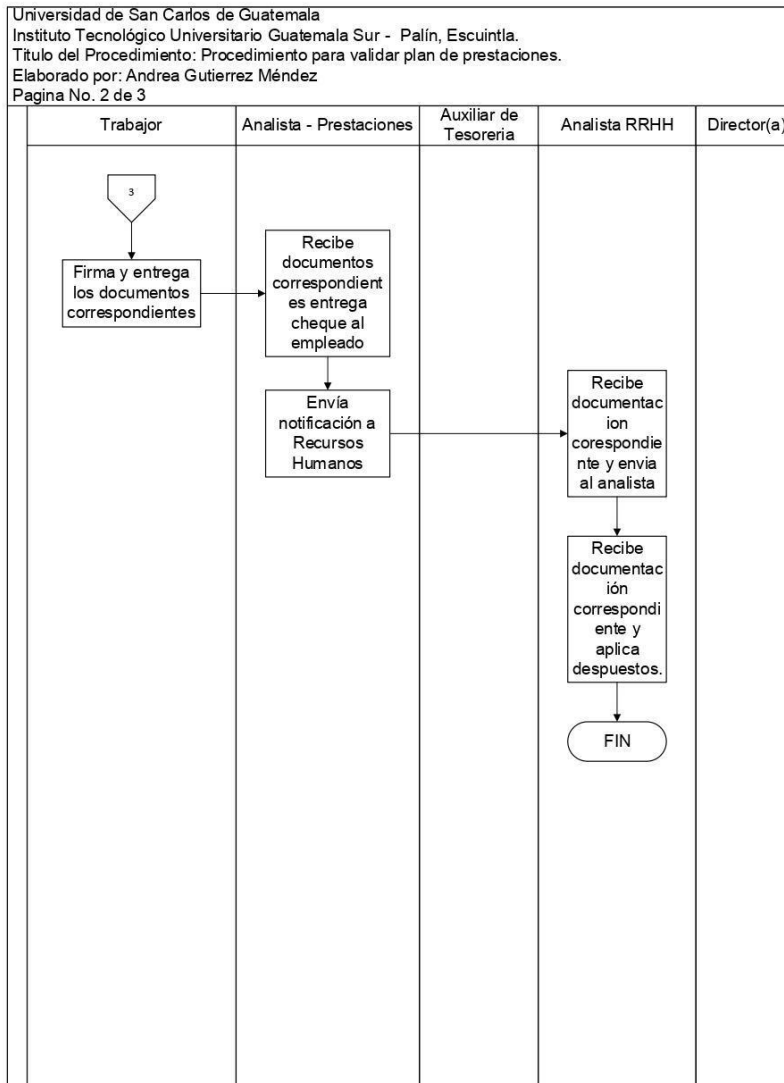 Universidad de San Carlos de Guatemala
Instituto Tecnológico Universitario Guatemala Sur -  Palín, Escuintla.
Titulo del Procedimiento: Procedimiento para validar plan de prestaciones.
Elaborado por: Andrea Gutierrez Méndez
Pagina No. 2 de 3
Trabajor
Analista - Prestaciones
Auxiliar de
Tesoreria
Analista RRHH
Director(a)
3
Firma y entrega
los documentos
correspondientes
Recibe
documentos
correspondient
es entrega
cheque al
empleado
Envía
notificación a
Recursos
Humanos
Recibe
documentac
ion
corespondie
nte y envia
al analista
Recibe
documentac
ión
correspondi
ente y
aplica
despuestos.
FIN